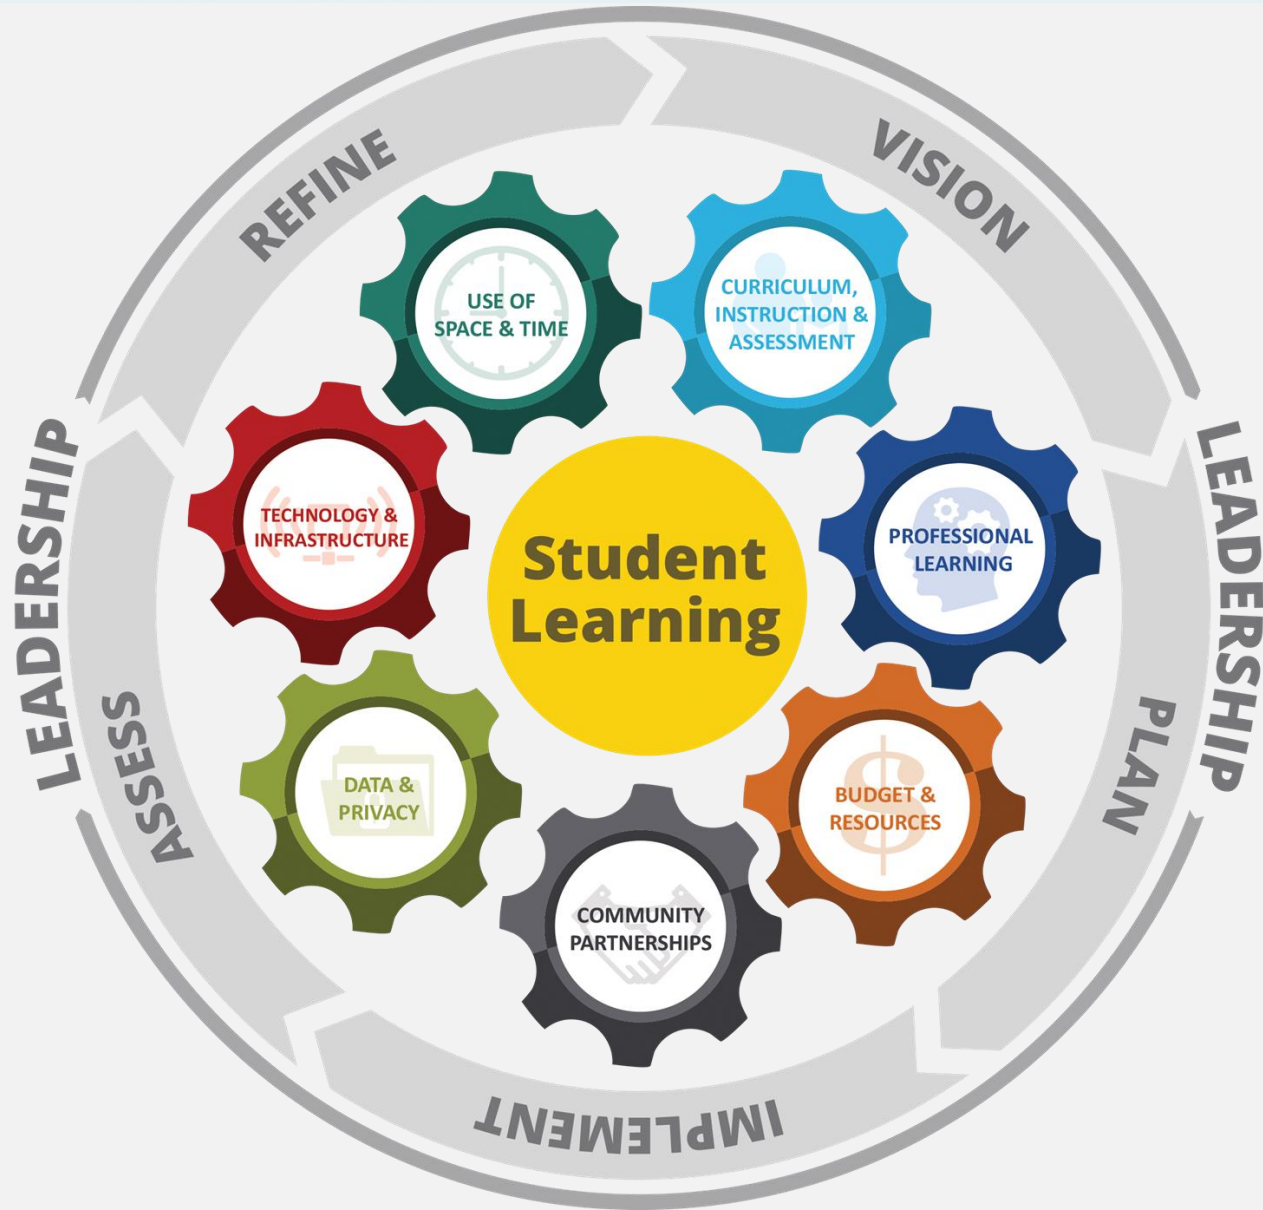 REFINE
VISION
USE OF
SPACE & TIME
CURRICULUM,
INSTRUCTION &
ASSESSMENT
LEADERSHIP
LEADERSHIP
TECHNOLOGY &
INFRASTRUCTURE
Student
Learning
PROFESSIONAL
LEARNING
ASSESS
PLAN
DATA &
PRIVACY
BUDGET &
RESOURCES
$
COMMUNITY
PARTNERSHIPS
IMPLEMENT